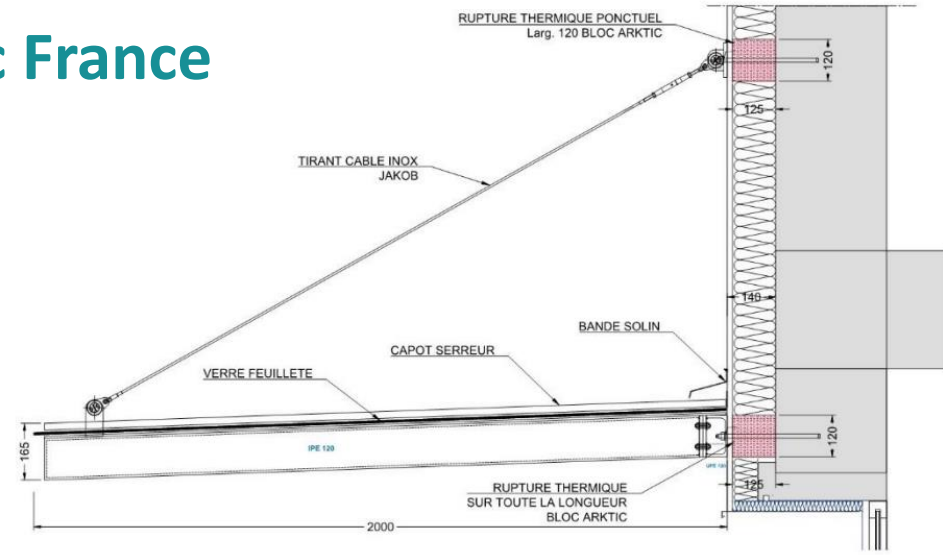 c France
RUPTURE THERMIQUE PONCTUEL
Larg. 120 BLOC ARKTIC
120
125
TIRANT CABLE INOX
JAKOB
140
BANDE SOLIN
CAPOT SERREUR
VERRE FEUILLETE
165
IPE 120
120
125
RUPTURE THERMIQUE
SUR TOUTE LA LONGUEUR
BLOC ARKTIC
2000